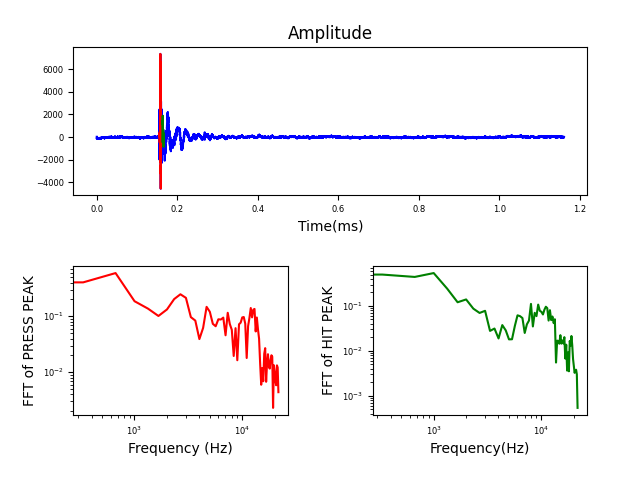 Amplitude
6000
4000
2000
0
−2000
−4000
0.0 0.2 0.4 0.6 0.8 1.0 1.2
Time(ms)
FFT of PRESS PEAK
10⁻¹
10⁻²
10³ 10⁴
Frequency (Hz)
FFT of HIT PEAK
10⁻¹
10⁻²
10⁻³
10³ 10⁴
Frequency(Hz)